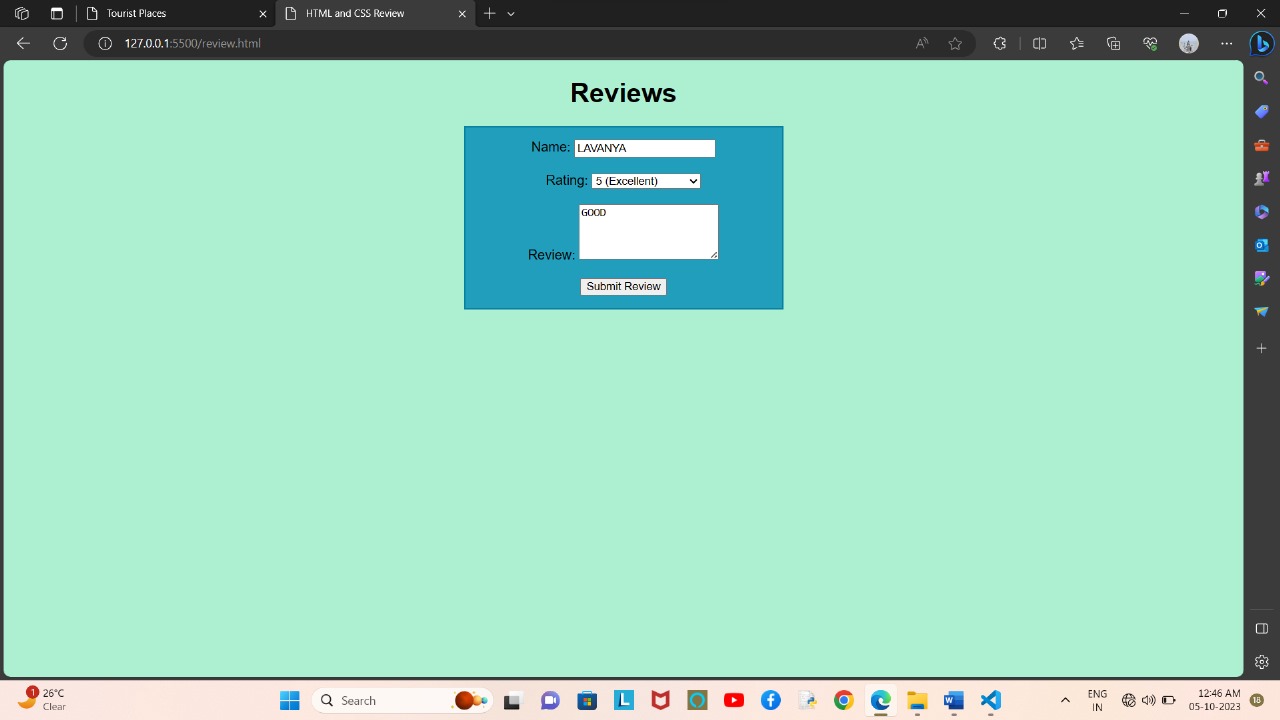 Tourist Places
HTML and CSS Review
127.0.0.1:5500/review.html
Reviews
Name: LAVANYA
Rating: 5 (Excellent)
GOOD
Review:
Submit Review
1
26°C
Clear
Search
ENG
IN
12:46 AM
05-10-2023
18